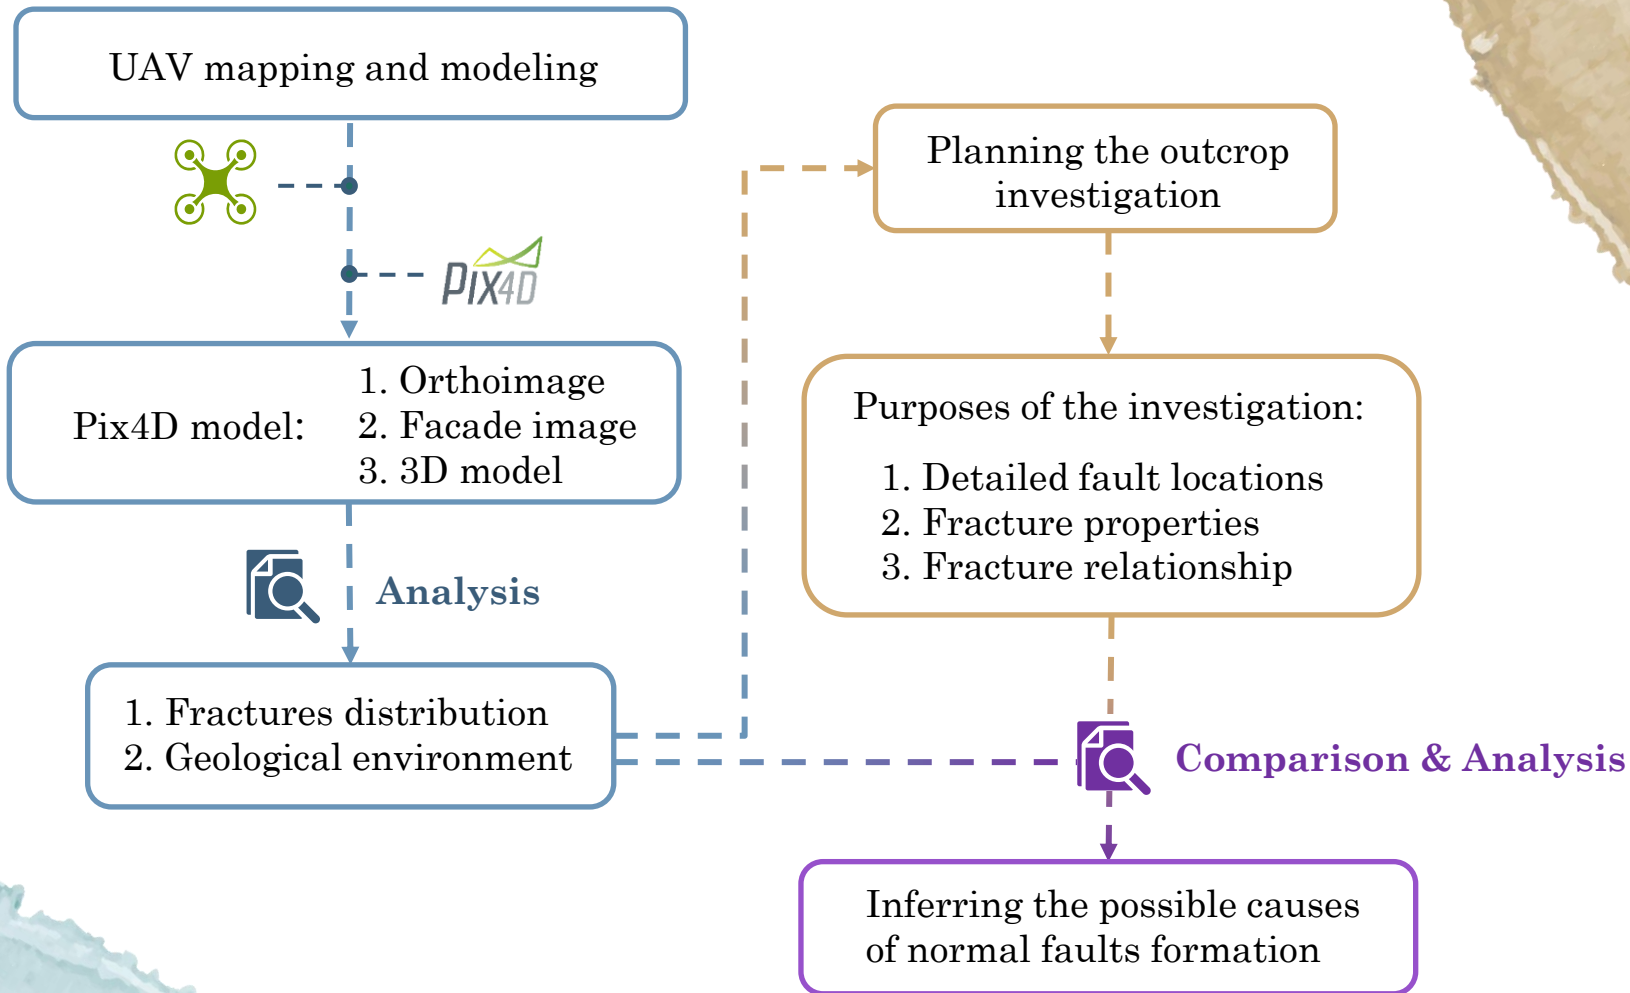 UAV mapping and modeling
PIX4D
Pix4D model:
1. Orthoimage
2. Facade image
3. 3D model
Analysis
1. Fractures distribution
2. Geological environment
Planning the outcrop
investigation
Purposes of the investigation:
1. Detailed fault locations
2. Fracture properties
3. Fracture relationship
Comparison & Analysis
Inferring the possible causes
of normal faults formation